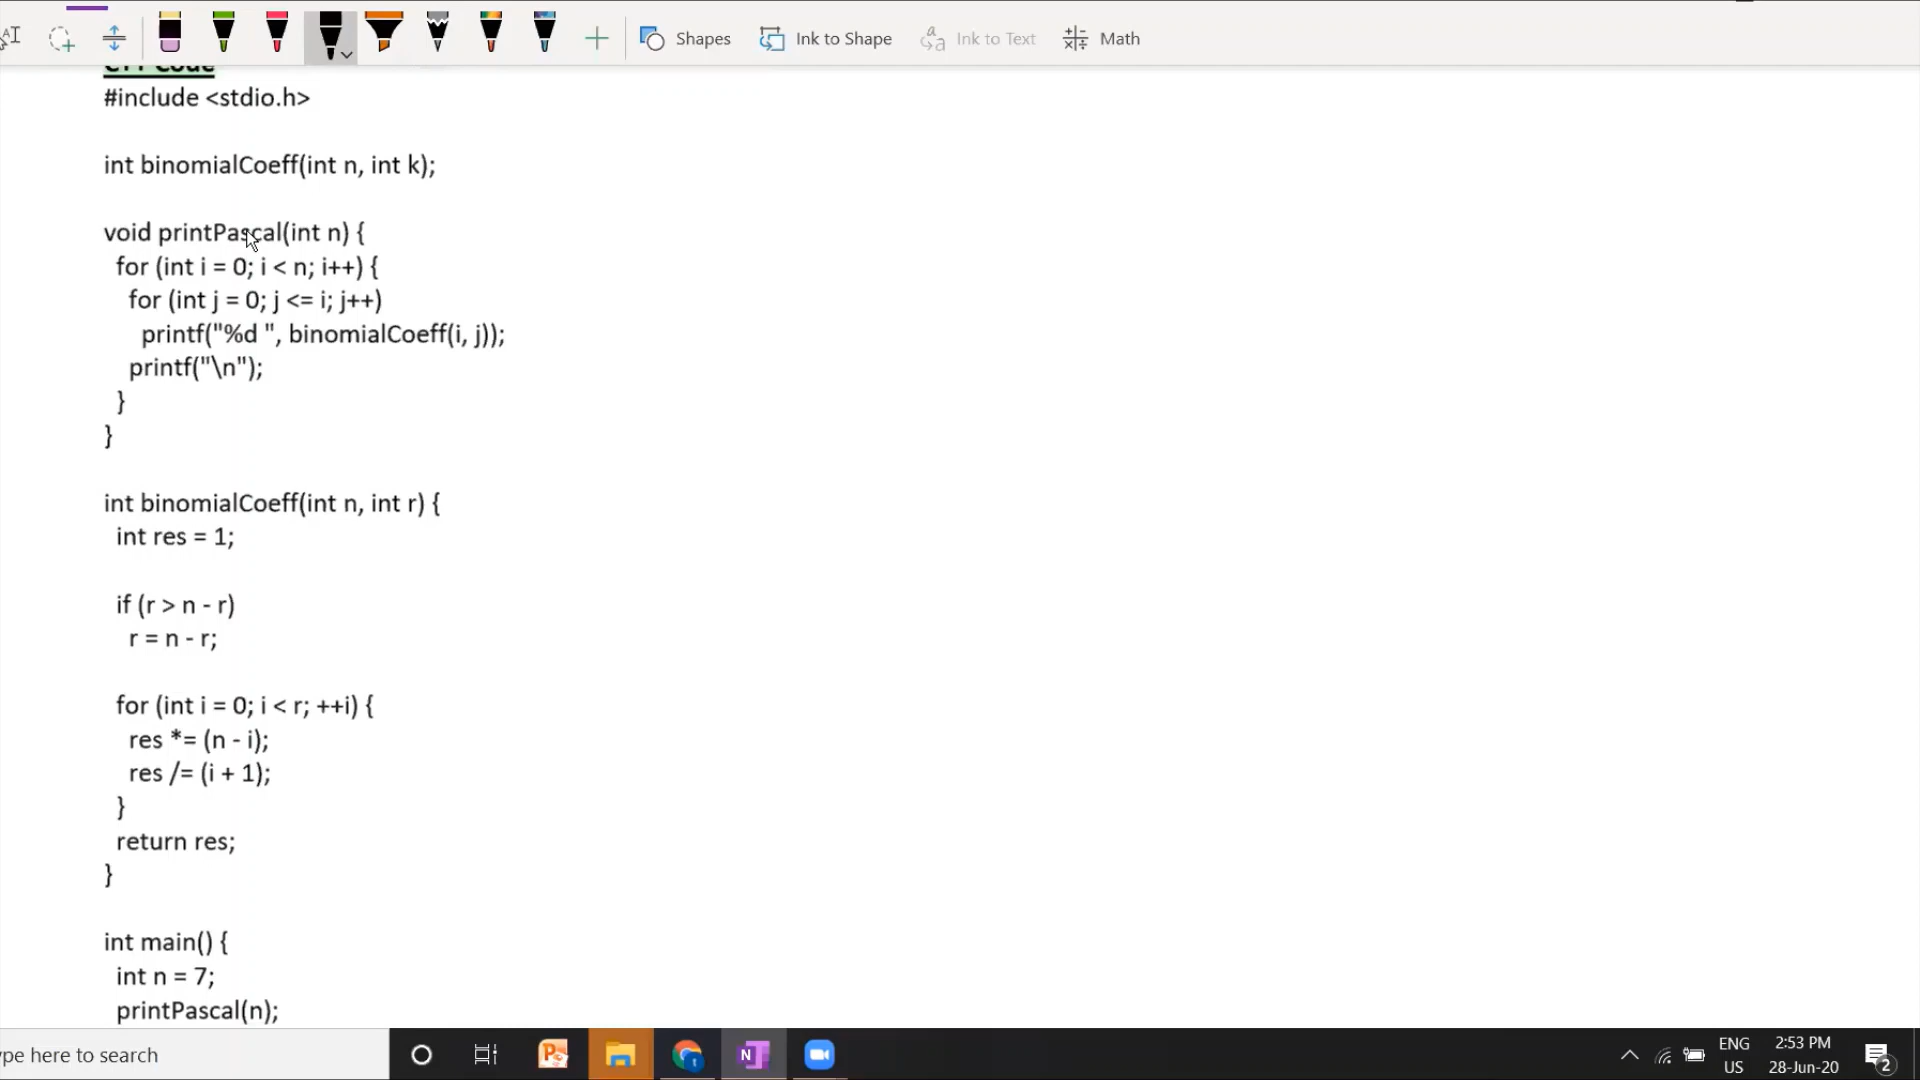 Shapes
Ink to Shape
Ink to Text
Math
C++ Code
#include <stdio.h>
int binomialCoeff(int n, int k);
void printPascal(int n) {
for (int i = 0; i < n; i++) {
for (int j = 0; j <= i; j++)
printf("%d ", binomialCoeff(i, j));
printf("\n");
}
}
int binomialCoeff(int n, int r) {
int res = 1;
if (r > n - r)
r = n - r;
for (int i = 0; i < r; ++i) {
res *= (n - i);
res /= (i + 1);
}
return res;
}
int main() {
int n = 7;
printPascal(n);
ype here to search
ENG
US
2:53 PM
28-Jun-20
2